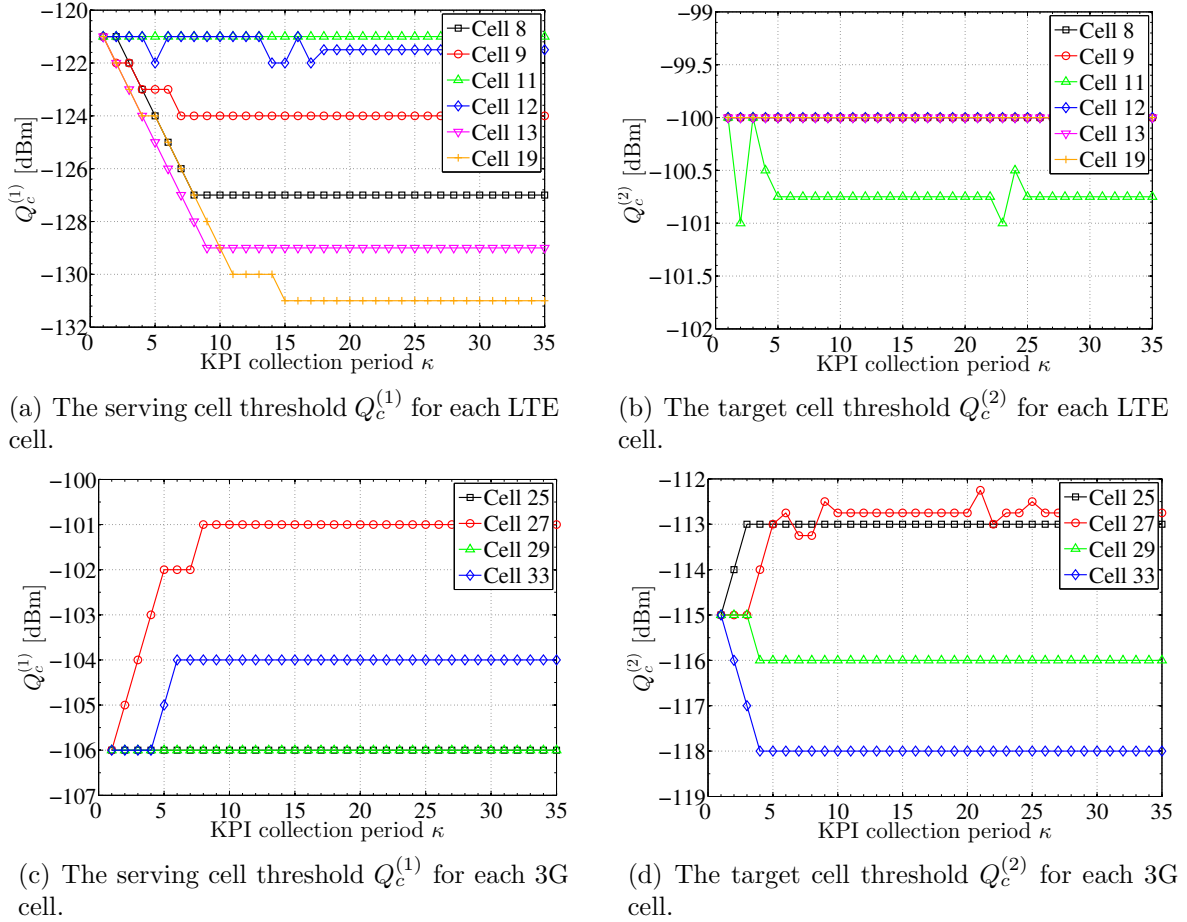 −120
−122
−124
−126
−128
−130
−132
0 5 10 15 20 25 30 35
Q_c^{(1)} [dBm]
KPI collection period κ
Cell 8
Cell 9
Cell 11
Cell 12
Cell 13
Cell 19
(a) The serving cell threshold Q_c^{(1)} for each LTE
cell.
−99
−99.5
−100
−100.5
−101
−101.5
−102
0 5 10 15 20 25 30 35
Q_c^{(2)} [dBm]
KPI collection period κ
Cell 8
Cell 9
Cell 11
Cell 12
Cell 13
Cell 19
(b) The target cell threshold Q_c^{(2)} for each LTE
cell.
−100
−101
−102
−103
−104
−105
−106
−107
0 5 10 15 20 25 30 35
Q_c^{(1)} [dBm]
KPI collection period κ
Cell 25
Cell 27
Cell 29
Cell 33
(c) The serving cell threshold Q_c^{(1)} for each 3G
cell.
−112
−113
−114
−115
−116
−117
−118
−119
0 5 10 15 20 25 30 35
Q_c^{(2)} [dBm]
KPI collection period κ
Cell 25
Cell 27
Cell 29
Cell 33
(d) The target cell threshold Q_c^{(2)} for each 3G
cell.